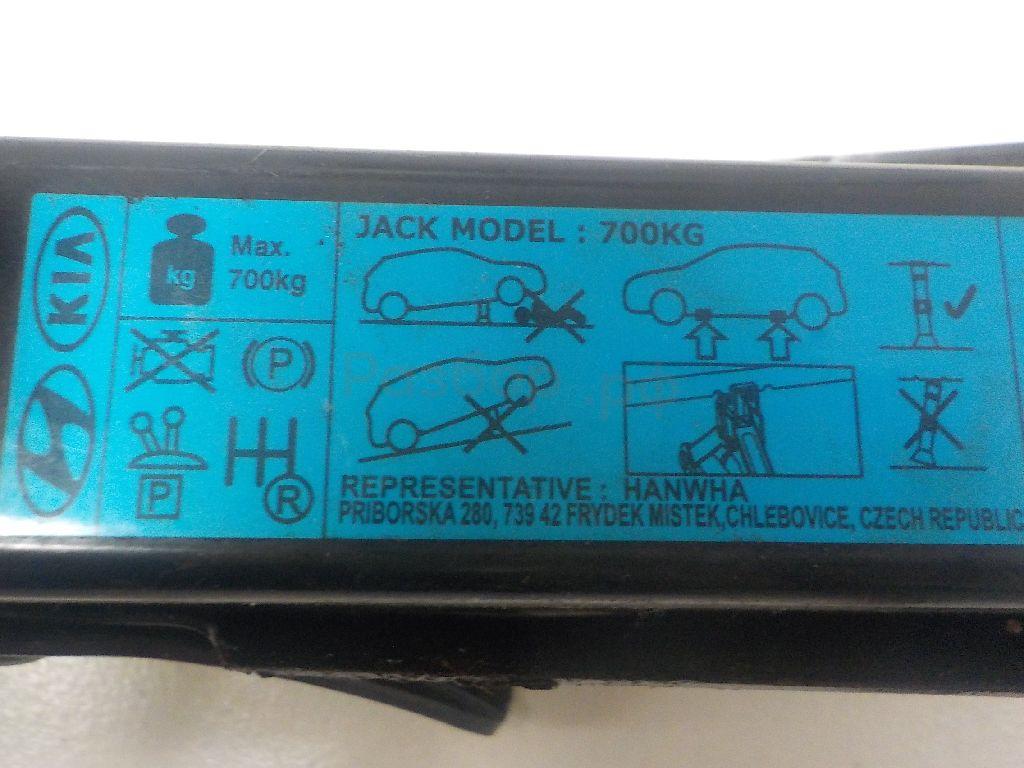 KIA
kg
Max.
700kg
P
P
R
JACK MODEL : 700KG
REPRESENTATIVE : HANWHA
PRIBORSKA 280, 739 42 FRYDEK MISTEK,CHLEBOVICE, CZECH REPUBLIC